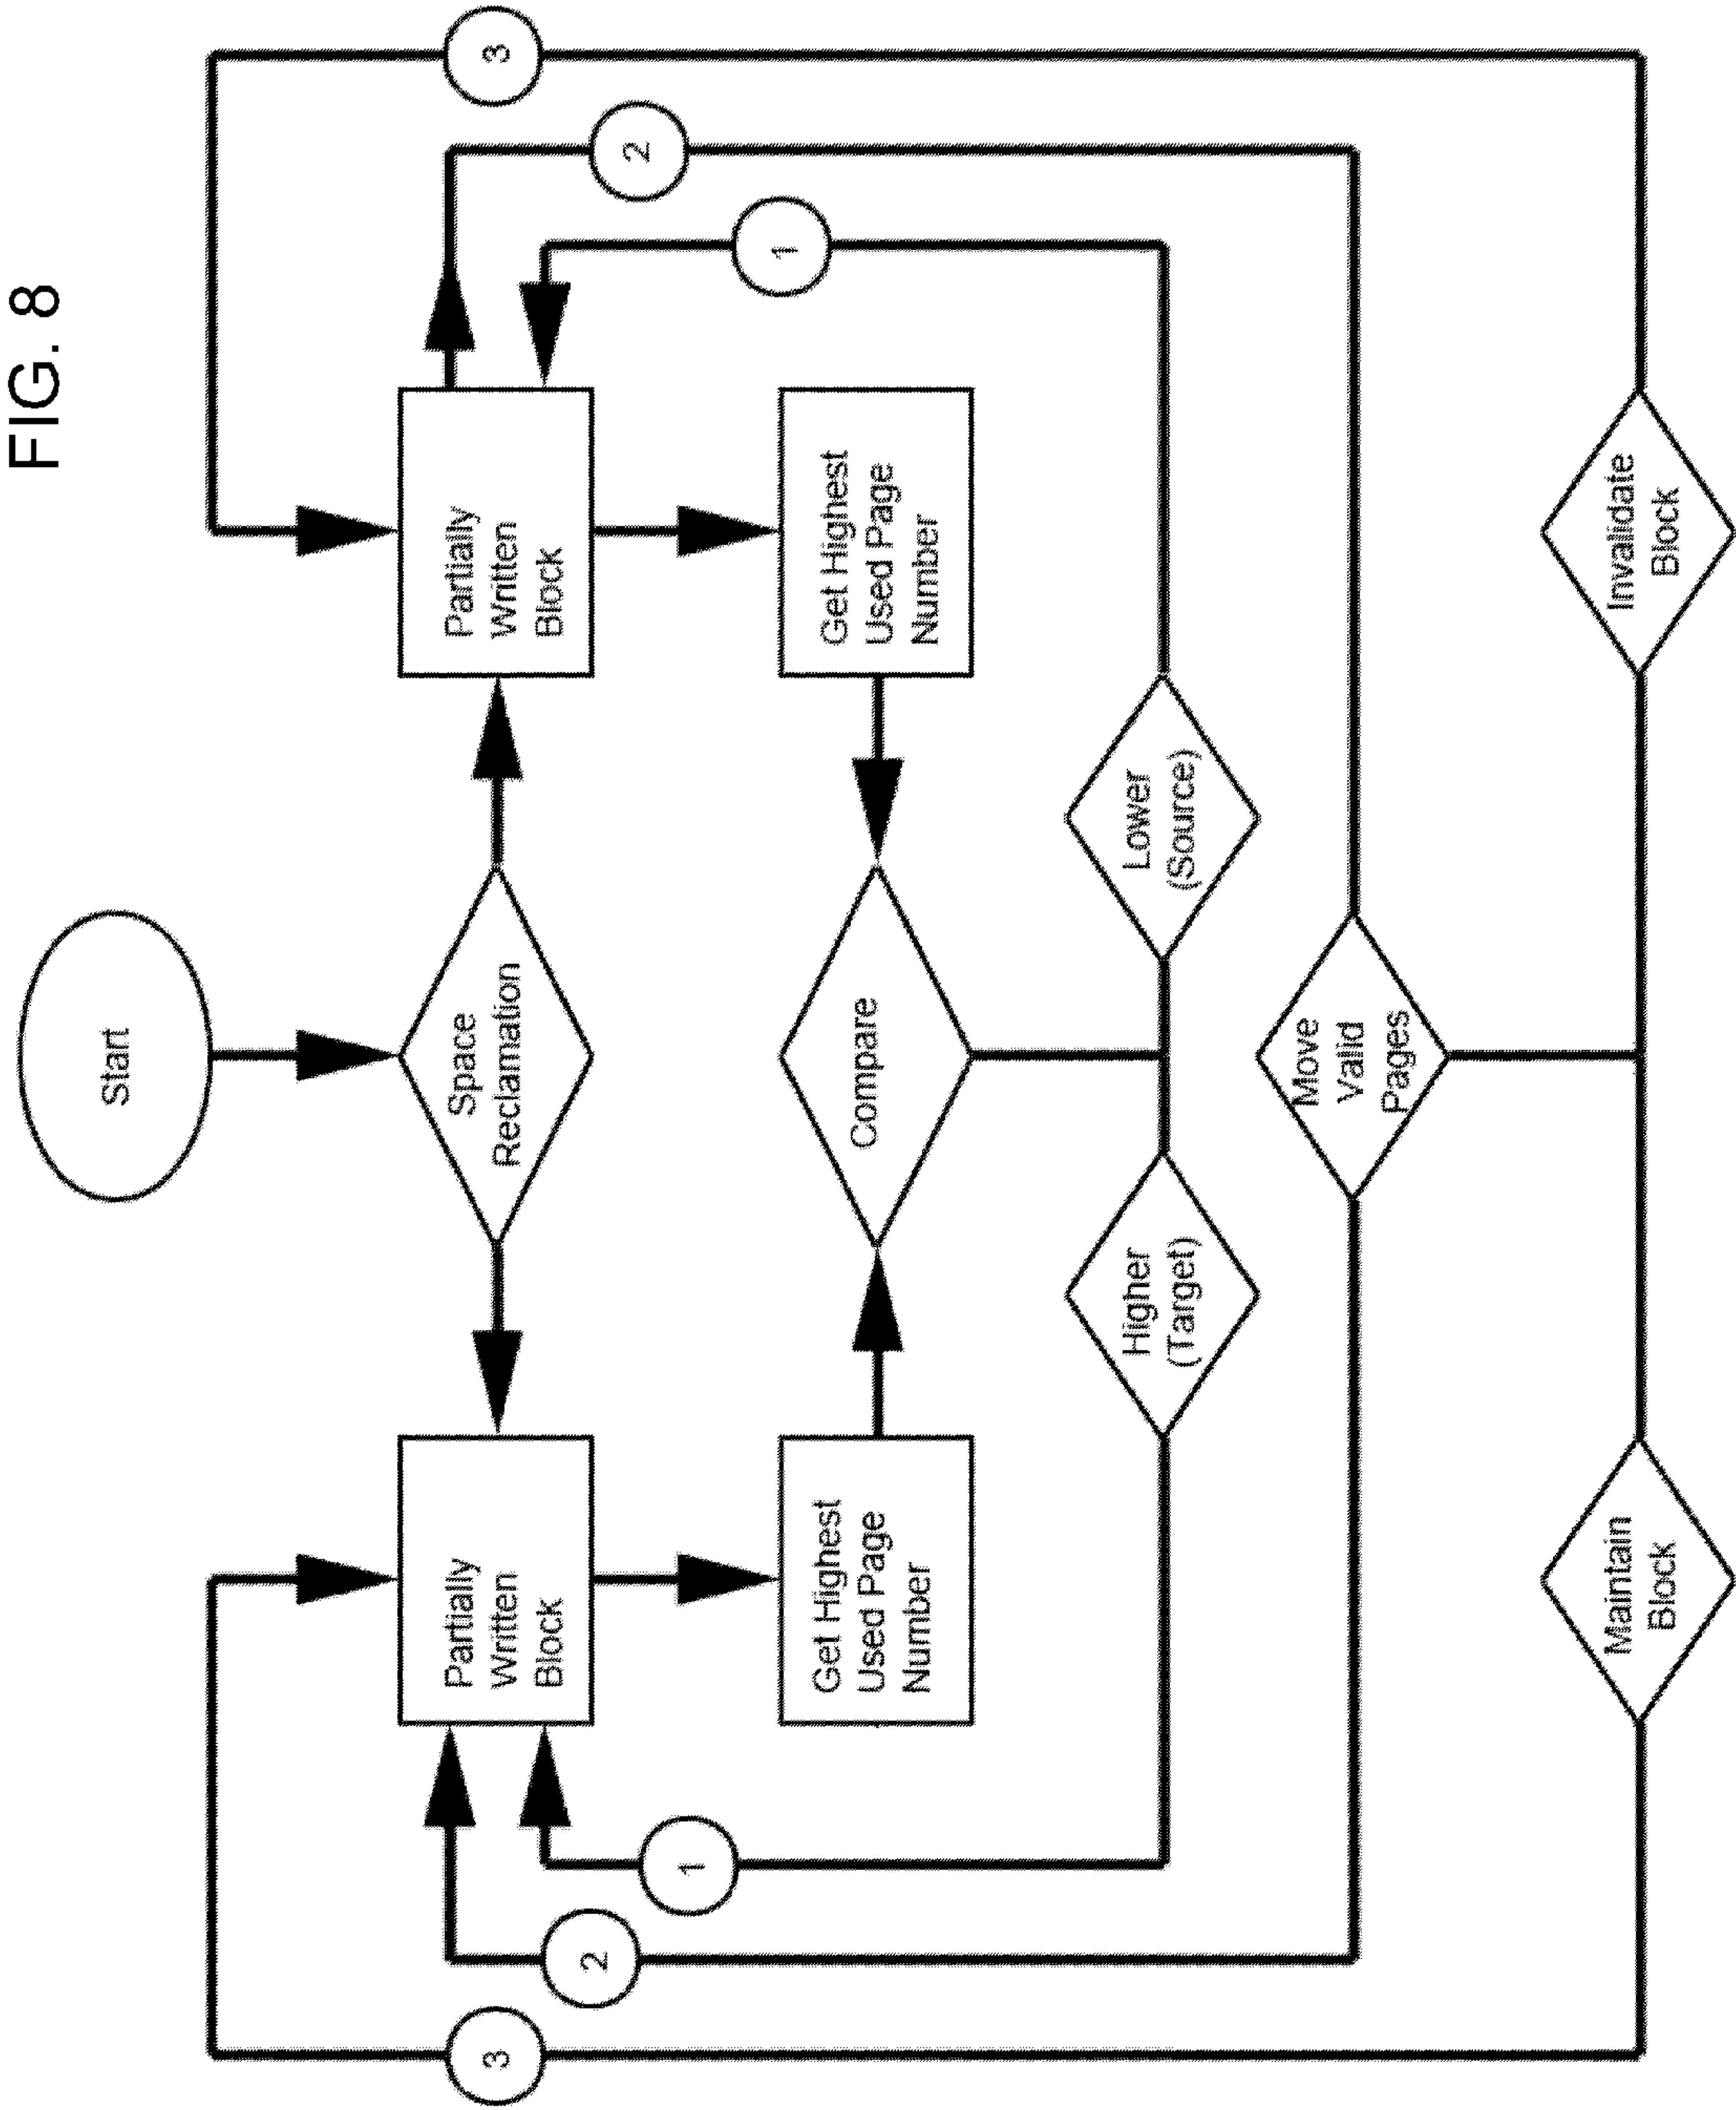 FIG. 8
Start
Partially
Written
Block
Space
Reclamation
Partially
Written
Block
3
3
2
2
1
1
Get Highest
Used Page
Number
Compare
Get Highest
Used Page
Number
Higher
(Target)
Lower
(Source)
Move
Valid
Pages
Maintain
Block
Invalidate
Block